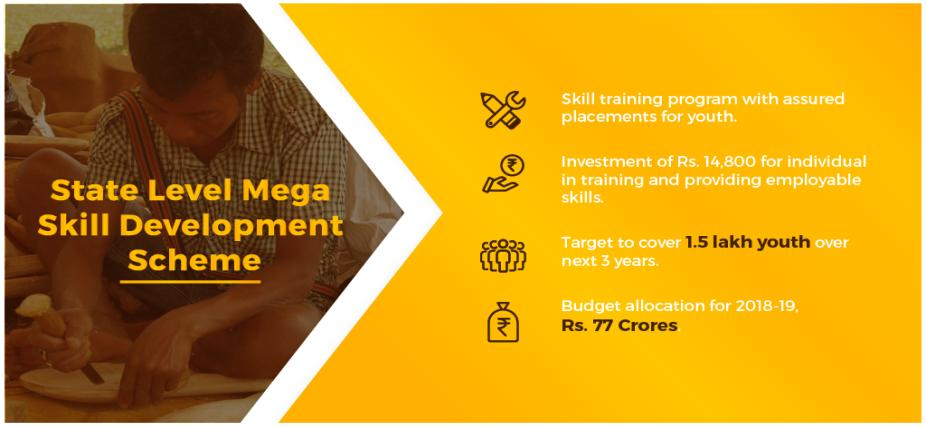 State Level Mega
Skill Development
Scheme
Skill training program with assured
placements for youth.
Investment of Rs. 14,800 for individual
in training and providing employable
skills.
Target to cover 1.5 lakh youth over
next 3 years.
Budget allocation for 2018-19,
Rs. 77 Crores